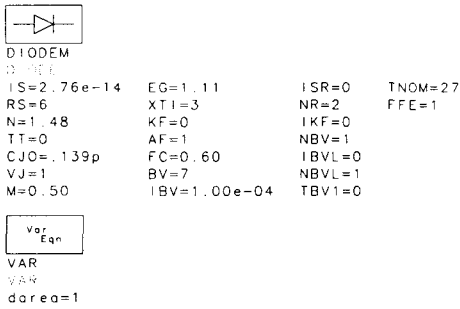 DIODEM
IS=2.76e-14 EG=1.11 ISR=0 TNOM=27
RS=6 XTI=3 NR=2 FFE=1
N=1.48 KF=0 IKF=0
TT=0 AF=1 NBV=1
CJO=.139p FC=0.60 IBVL=0
VJ=1 BV=7 NBVL=1
M=0.50 IBV=1.00e-04 TBV1=0
Var
Eqn
VAR
VAR
darea=1